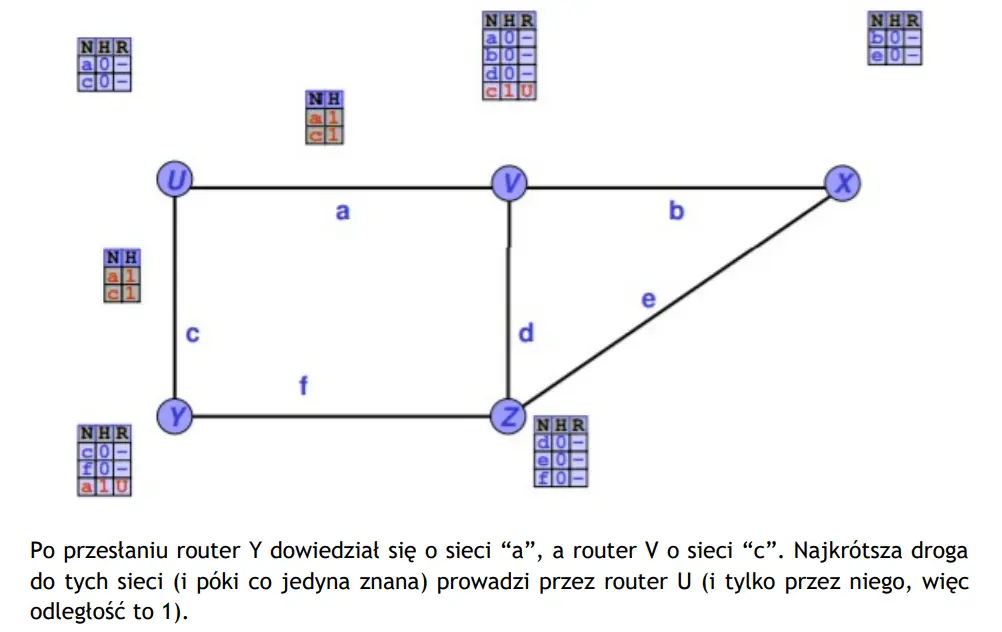 N H R
a 0 -
c 0 -
N H
a 1
c 1
N H R
a 0 -
b 0 -
d 0 -
c 1 U
N H R
b 0 -
e 0 -
U
V
X
a
b
N H
a 1
c 1
c
d
e
f
Y
Z
N H R
c 0 -
f 0 -
a 1 U
N H R
d 0 -
e 0 -
f 0 -
Po przesłaniu router Y dowiedział się o sieci “a”, a router V o sieci “c”. Najkrótsza droga
do tych sieci (i póki co jedyna znana) prowadzi przez router U (i tylko przez niego, więc
odległość to 1).